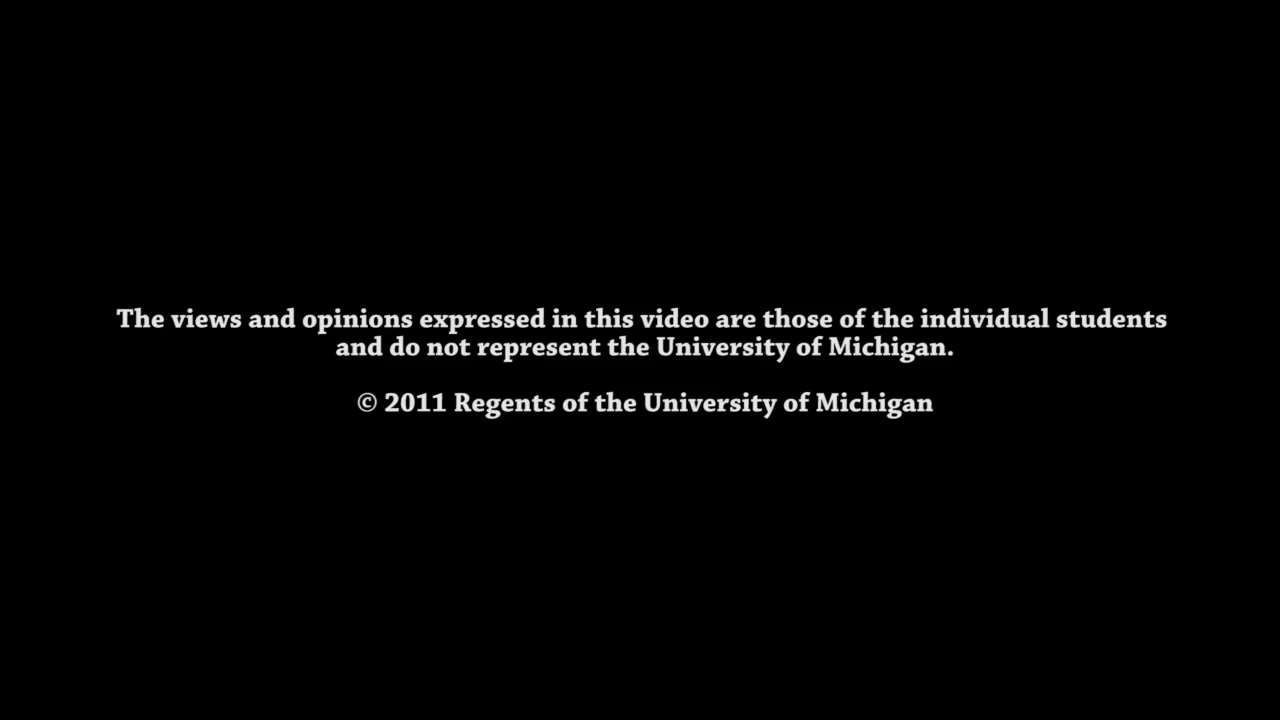 The views and opinions expressed in this video are those of the individual students
and do not represent the University of Michigan.
© 2011 Regents of the University of Michigan